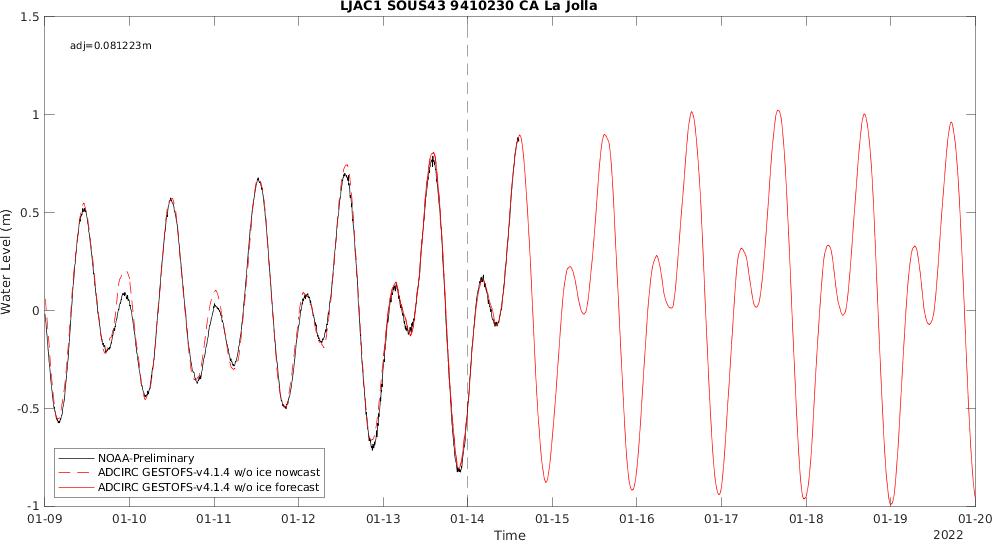 LJAC1 SOUS43 9410230 CA La Jolla
adj=0.081223m
1.5
1
0.5
0
-0.5
-1
Water Level (m)
NOAA-Preliminary
ADCIRC GESTOFS-v4.1.4 w/o ice nowcast
ADCIRC GESTOFS-v4.1.4 w/o ice forecast
01-09 01-10 01-11 01-12 01-13 01-14 01-15 01-16 01-17 01-18 01-19 01-20
Time
2022